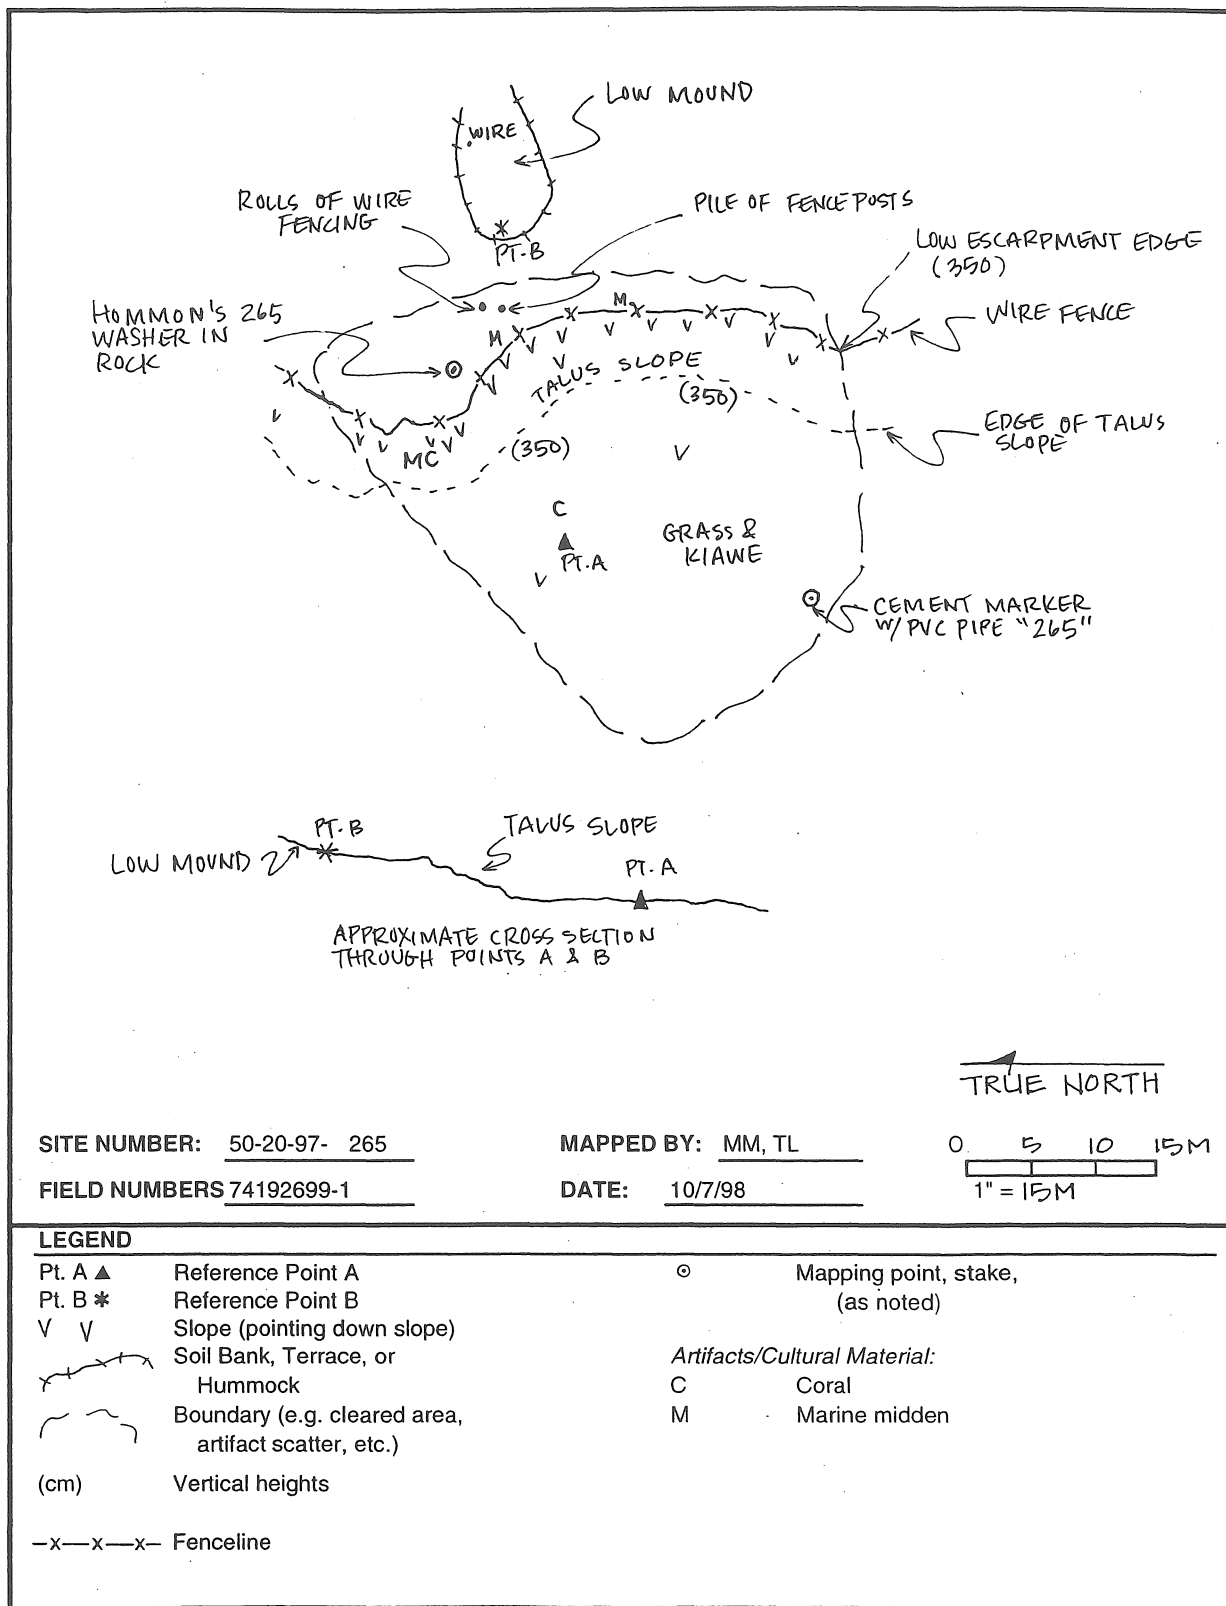 LOW MOUND
WIRE
ROLLS OF WIRE
FENCING
PILE OF FENCE POSTS
PT-B
LOW ESCARPMENT EDGE
(350)
HOMMON'S 265
WASHER IN
ROCK
M
WIRE FENCE
M
TALUS SLOPE
(350)
EDGE OF TALUS
SLOPE
(350)
MC
C
GRASS &
KIAWE
PT.A
CEMENT MARKER
W/PVC PIPE "265"
PT-B
TALUS SLOPE
LOW MOUND
PT. A
APPROXIMATE CROSS SECTION
THROUGH POINTS A & B
TRUE NORTH
SITE NUMBER: 50-20-97- 265
MAPPED BY: MM, TL
0 5 10 15M
FIELD NUMBERS 74192699-1
DATE: 10/7/98
1" = 15M
LEGEND
Pt. A Reference Point A
Mapping point, stake,
(as noted)
Pt. B Reference Point B
V V Slope (pointing down slope)
Soil Bank, Terrace, or
Hummock
Artifacts/Cultural Material:
C Coral
Boundary (e.g. cleared area,
artifact scatter, etc.)
M Marine midden
(cm) Vertical heights
–x—x—x– Fenceline